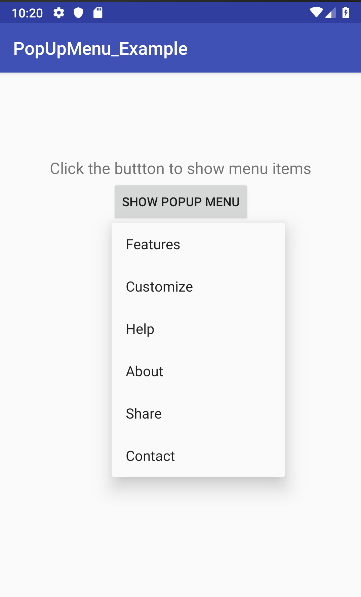 10:20
PopUpMenu_Example
Click the buttton to show menu items
SHOW POPUP MENU
Features
Customize
Help
About
Share
Contact